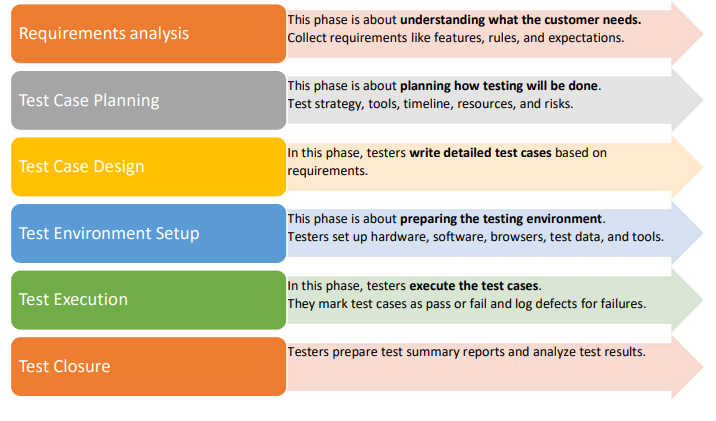 Requirements analysis
This phase is about understanding what the customer needs.
Collect requirements like features, rules, and expectations.
Test Case Planning
This phase is about planning how testing will be done.
Test strategy, tools, timeline, resources, and risks.
Test Case Design
In this phase, testers write detailed test cases based on
requirements.
Test Environment Setup
This phase is about preparing the testing environment.
Testers set up hardware, software, browsers, test data, and tools.
Test Execution
In this phase, testers execute the test cases.
They mark test cases as pass or fail and log defects for failures.
Test Closure
Testers prepare test summary reports and analyze test results.